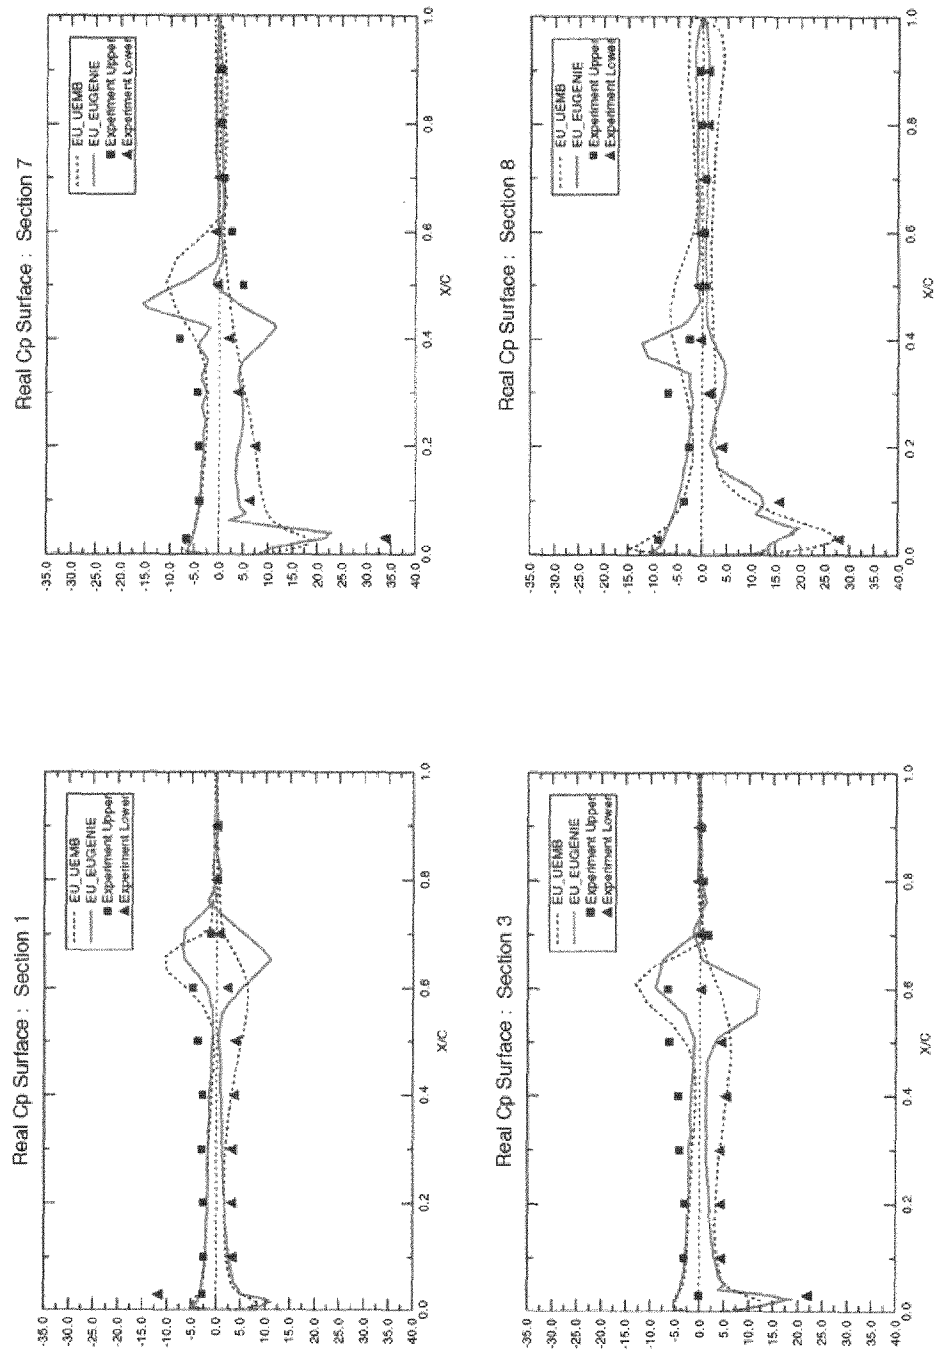 Real Cp Surface : Section 1
-35.0
-30.0
-25.0
-20.0
-15.0
-10.0
-5.0
0.0
5.0
10.0
15.0
20.0
25.0
30.0
35.0
40.0
EU_UEMB
EU_EUGENIE
Experiment Upper
Experiment Lower
0.0 0.2 0.4 0.6 0.8 1.0
X/C
Real Cp Surface : Section 7
-35.0
-30.0
-25.0
-20.0
-15.0
-10.0
-5.0
0.0
5.0
10.0
15.0
20.0
25.0
30.0
35.0
40.0
EU_UEMB
EU_EUGENIE
Experiment Upper
Experiment Lower
0.0 0.2 0.4 0.6 0.8 1.0
X/C
Real Cp Surface : Section 3
-35.0
-30.0
-25.0
-20.0
-15.0
-10.0
-5.0
0.0
5.0
10.0
15.0
20.0
25.0
30.0
35.0
40.0
EU_UEMB
EU_EUGENIE
Experiment Upper
Experiment Lower
0.0 0.2 0.4 0.6 0.8 1.0
X/C
Real Cp Surface : Section 8
-35.0
-30.0
-25.0
-20.0
-15.0
-10.0
-5.0
0.0
5.0
10.0
15.0
20.0
25.0
30.0
35.0
40.0
EU_UEMB
EU_EUGENIE
Experiment Upper
Experiment Lower
0.0 0.2 0.4 0.6 0.8 1.0
X/C